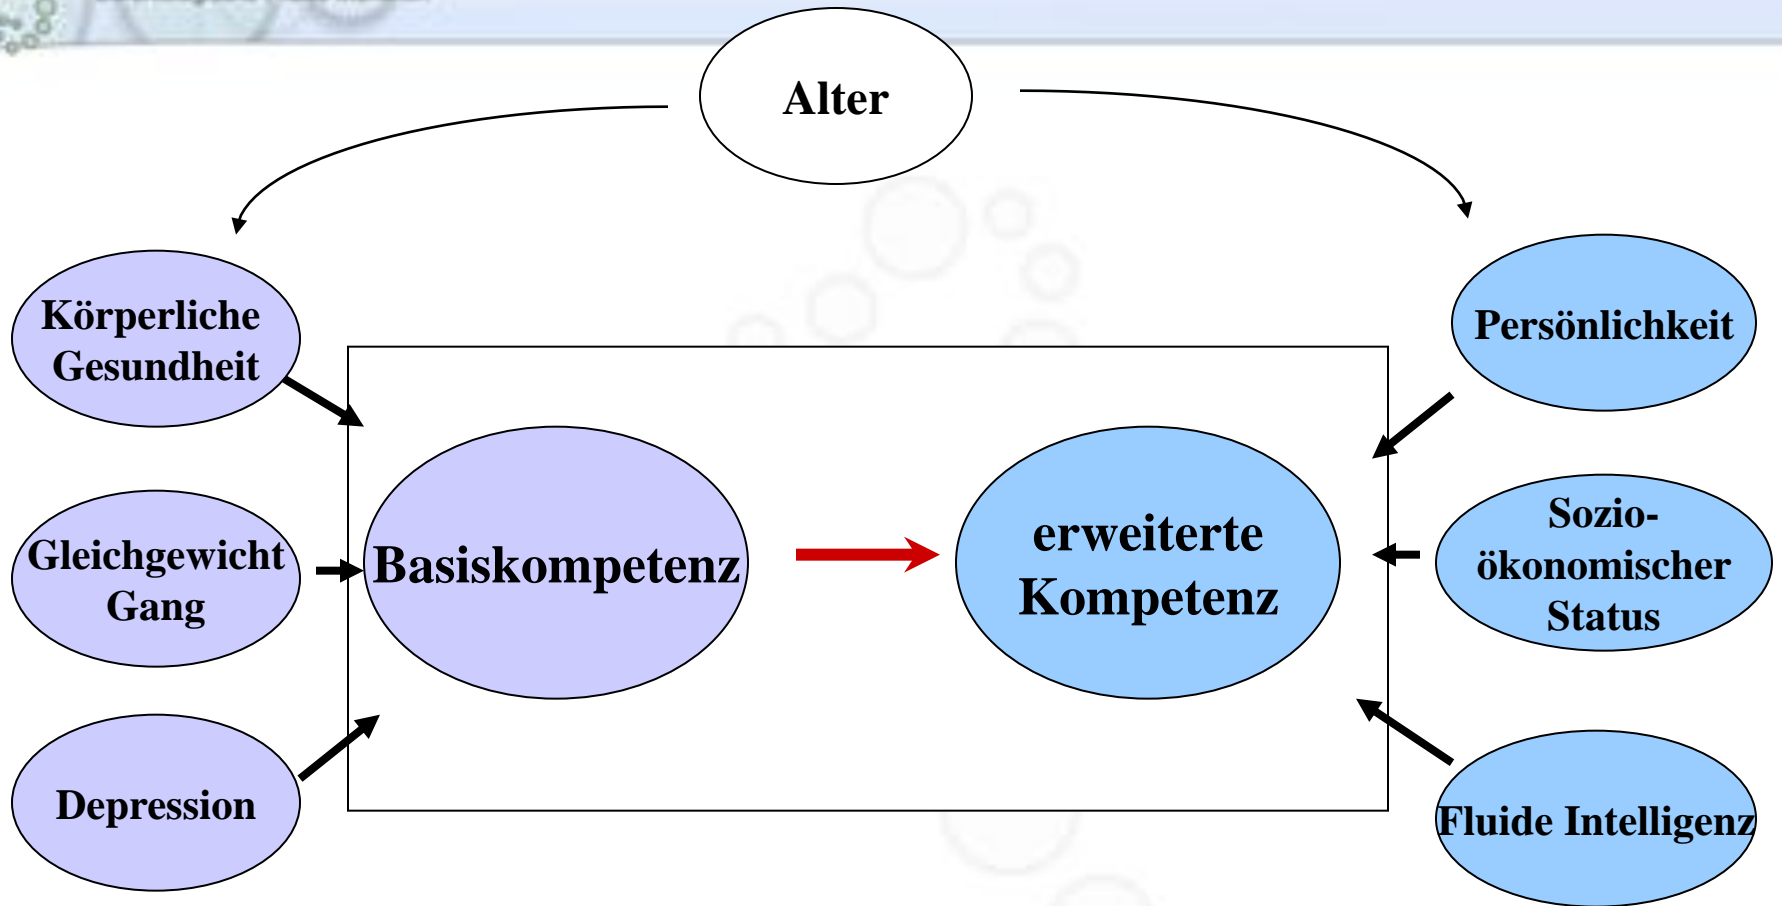 Alter
Körperliche
Gesundheit
Persönlichkeit
Gleichgewicht
Gang
Basiskompetenz
erweiterte
Kompetenz
Sozio-
ökonomischer
Status
Depression
Fluide Intelligenz